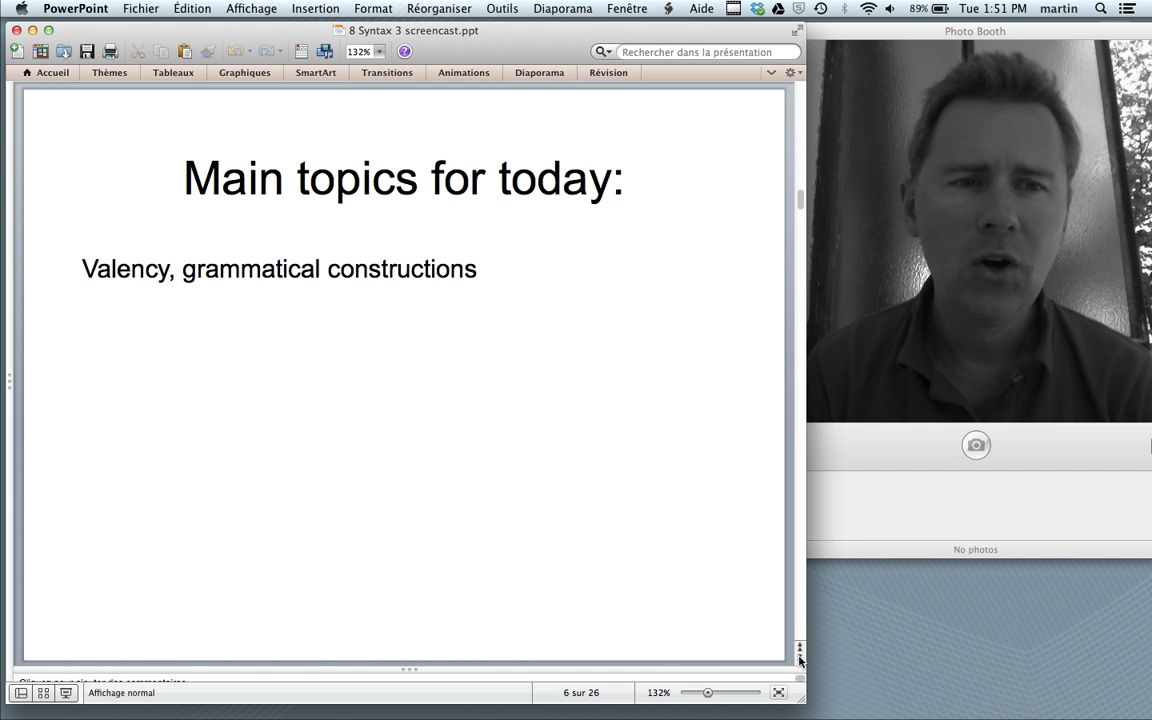 PowerPoint Fichier Édition Affichage Insertion Format Réorganiser Outils Diaporama Fenêtre Aide 89% Tue 1:51 PM martin
8 Syntax 3 screencast.ppt
Photo Booth
132% Rechercher dans la présentation
Accueil Thèmes Tableaux Graphiques SmartArt Transitions Animations Diaporama Révision
Main topics for today:
Valency, grammatical constructions
No photos
Affichage normal 6 sur 26 132%